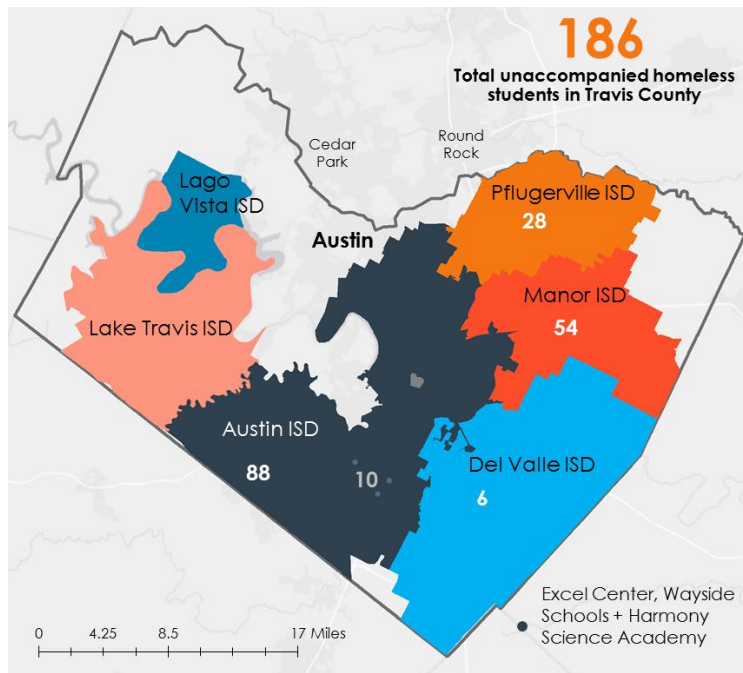 186
Total unaccompanied homeless
students in Travis County
Cedar
Park
Round
Rock
Lago
Vista ISD
Pflugerville ISD
28
Austin
Manor ISD
54
Lake Travis ISD
Austin ISD
88
10
Del Valle ISD
6
Excel Center, Wayside
Schools + Harmony
Science Academy
0 4.25 8.5 17 Miles